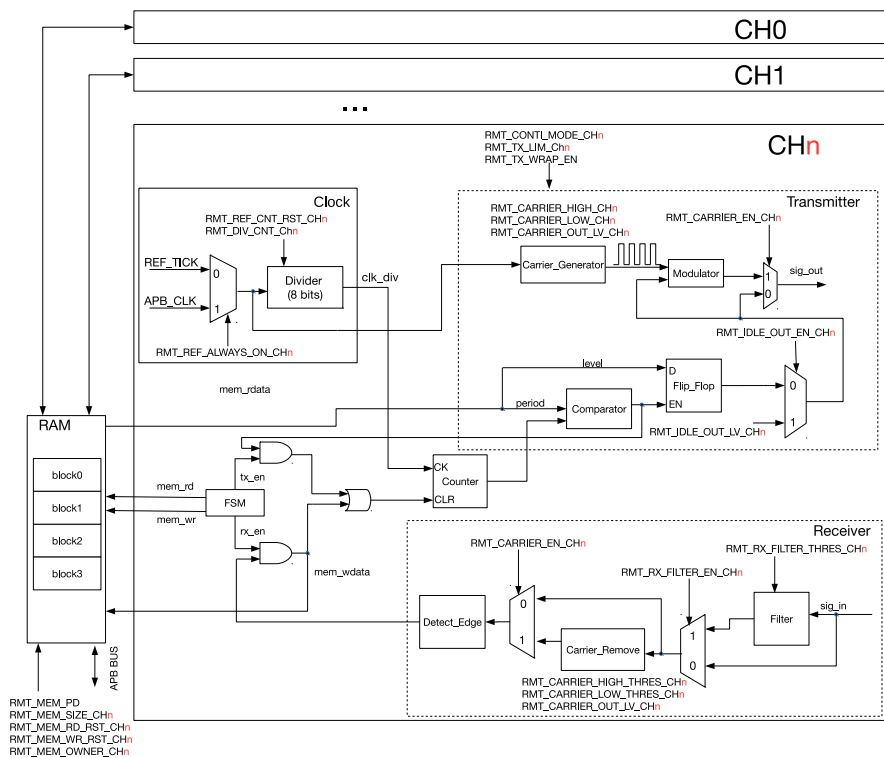 CH0
CH1
...
CHn
RMT_CONTI_MODE_CHn
RMT_TX_LIM_Chn
RMT_TX_WRAP_EN
Clock
RMT_REF_CNT_RST_CHn
RMT_DIV_CNT_Chn
REF_TICK
0
APB_CLK
1
Divider
(8 bits)
clk_div
RMT_REF_ALWAYS_ON_CHn
Transmitter
RMT_CARRIER_HIGH_CHn
RMT_CARRIER_LOW_CHn
RMT_CARRIER_OUT_LV_CHn
RMT_CARRIER_EN_CHn
Carrier_Generator
Modulator
1
0
sig_out
RMT_IDLE_OUT_EN_CHn
level
D
Flip_Flop
EN
0
1
period
Comparator
RMT_IDLE_OUT_LV_CHn
mem_rdata
RAM
block0
block1
block2
block3
mem_rd
mem_wr
tx_en
FSM
rx_en
CK
Counter
CLR
mem_wdata
Receiver
RMT_CARRIER_EN_CHn
RMT_RX_FILTER_THRES_CHn
RMT_RX_FILTER_EN_CHn
Detect_Edge
0
1
Carrier_Remove
1
0
Filter
sig_in
RMT_CARRIER_HIGH_THRES_CHn
RMT_CARRIER_LOW_THRES_CHn
RMT_CARRIER_OUT_LV_CHn
APB BUS
RMT_MEM_PD
RMT_MEM_SIZE_CHn
RMT_MEM_RD_RST_CHn
RMT_MEM_WR_RST_CHn
RMT_MEM_OWNER_CHn